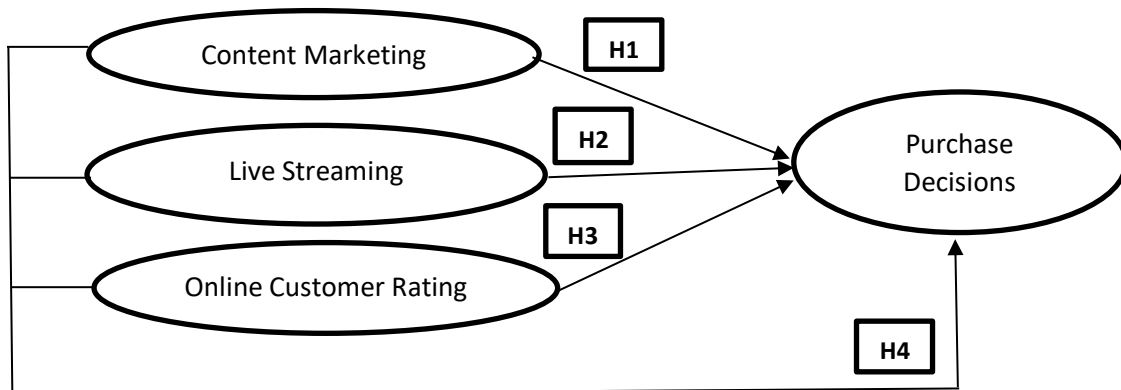 Content Marketing
H1
H2
Live Streaming
Purchase
Decisions
H3
Online Customer Rating
H4